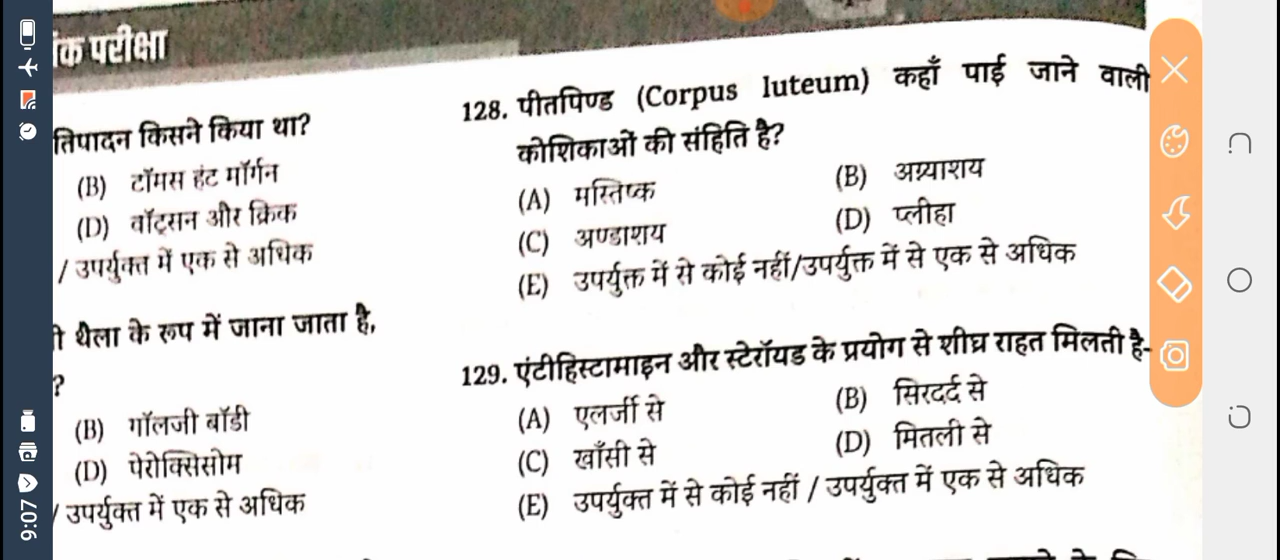 क परीक्षा
तिपादन किसने किया था?
(B) टॉमस हंट मॉर्गन
(D) वॉट्सन और क्रिक
/ उपर्युक्त में एक से अधिक
थैला के रूप में जाना जाता है,
?
(B) गॉलजी बॉडी
(D) पेरोक्सिसोम
/ उपर्युक्त में एक से अधिक
128. पीतपिण्ड (Corpus luteum) कहाँ पाई जाने वाली
कोशिकाओं की संहिति है?
(A) मस्तिष्क (B) अग्र्याशय
(C) अण्डाशय (D) प्लीहा
(E) उपर्युक्त में से कोई नहीं/उपर्युक्त में से एक से अधिक
129. एंटीहिस्टामाइन और स्टेरॉयड के प्रयोग से शीघ्र राहत मिलती है-
(A) एलर्जी से (B) सिरदर्द से
(C) खाँसी से (D) मितली से
(E) उपर्युक्त में से कोई नहीं / उपर्युक्त में एक से अधिक
9:07